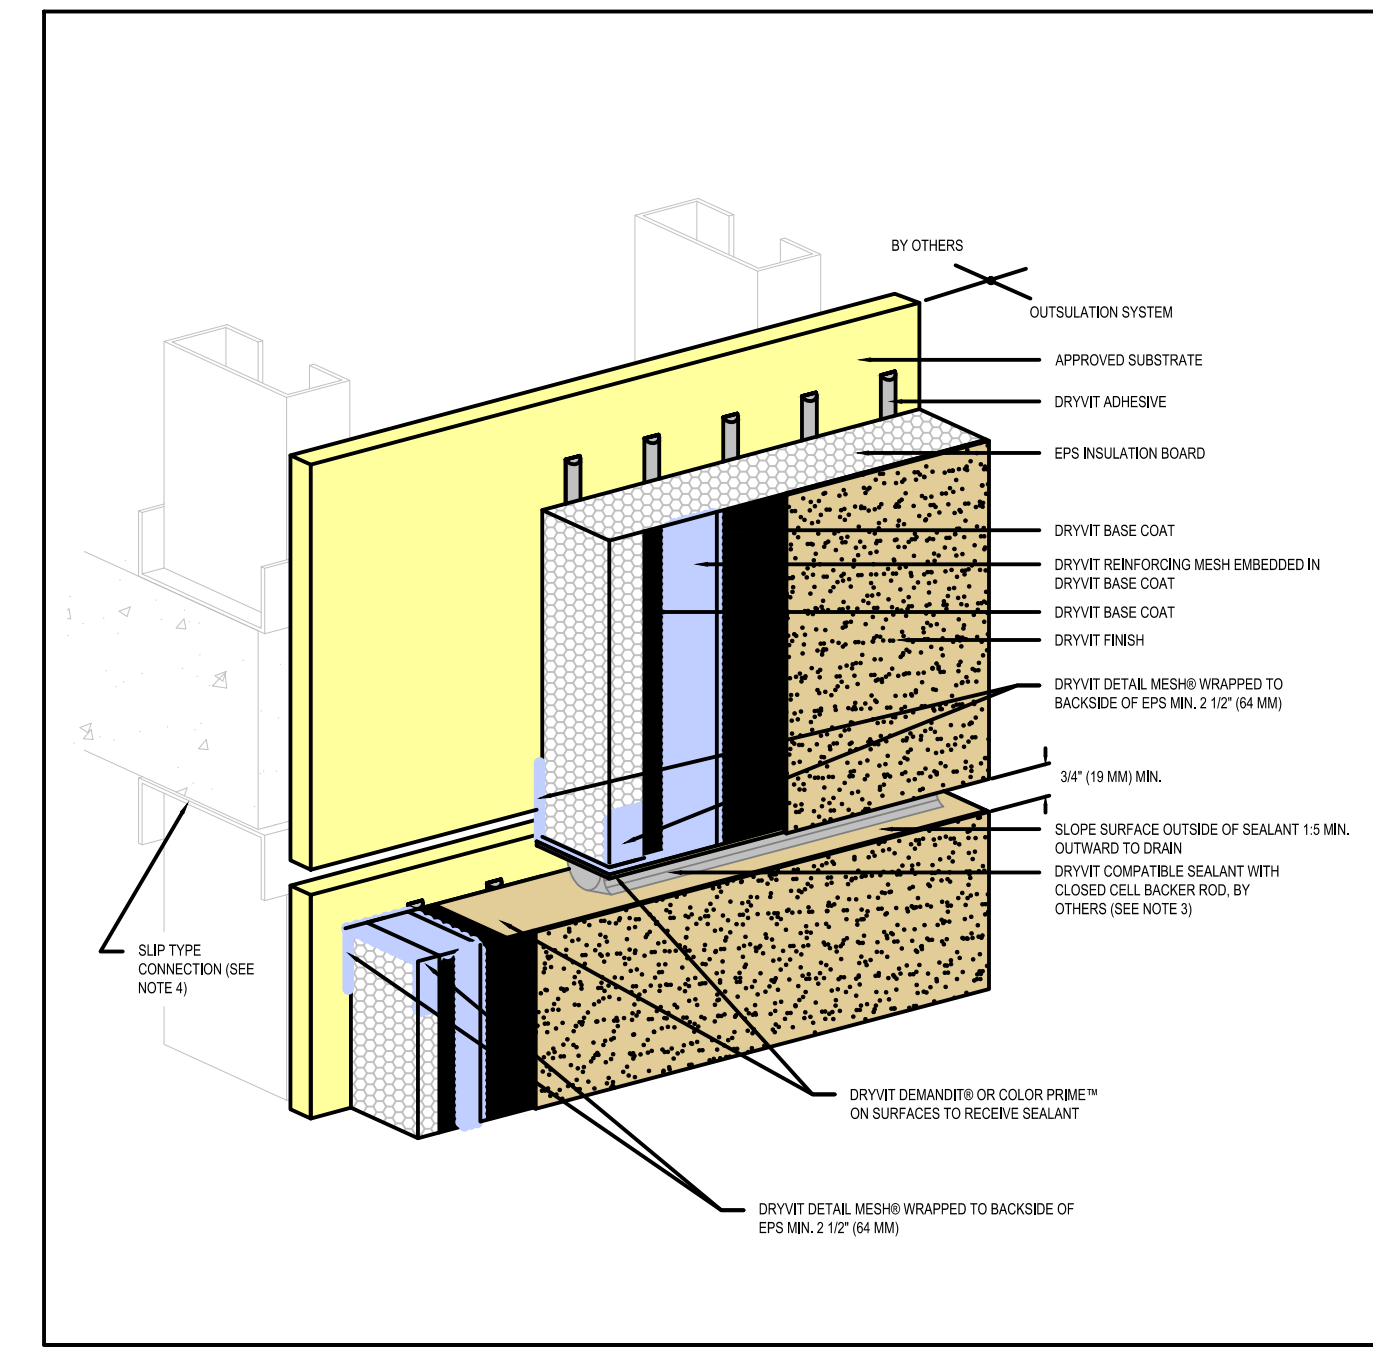 BY OTHERS
OUTSULATION SYSTEM
APPROVED SUBSTRATE
DRYVIT ADHESIVE
EPS INSULATION BOARD
DRYVIT BASE COAT
DRYVIT REINFORCING MESH EMBEDDED IN
DRYVIT BASE COAT
DRYVIT BASE COAT
DRYVIT FINISH
DRYVIT DETAIL MESH® WRAPPED TO
BACKSIDE OF EPS MIN. 2 1/2" (64 MM)
3/4" (19 MM) MIN.
SLOPE SURFACE OUTSIDE OF SEALANT 1:5 MIN.
OUTWARD TO DRAIN
DRYVIT COMPATIBLE SEALANT WITH
CLOSED CELL BACKER ROD, BY
OTHERS (SEE NOTE 3)
SLIP TYPE
CONNECTION (SEE
NOTE 4)
DRYVIT DEMANDIT® OR COLOR PRIME™
ON SURFACES TO RECEIVE SEALANT
DRYVIT DETAIL MESH® WRAPPED TO BACKSIDE OF
EPS MIN. 2 1/2" (64 MM)